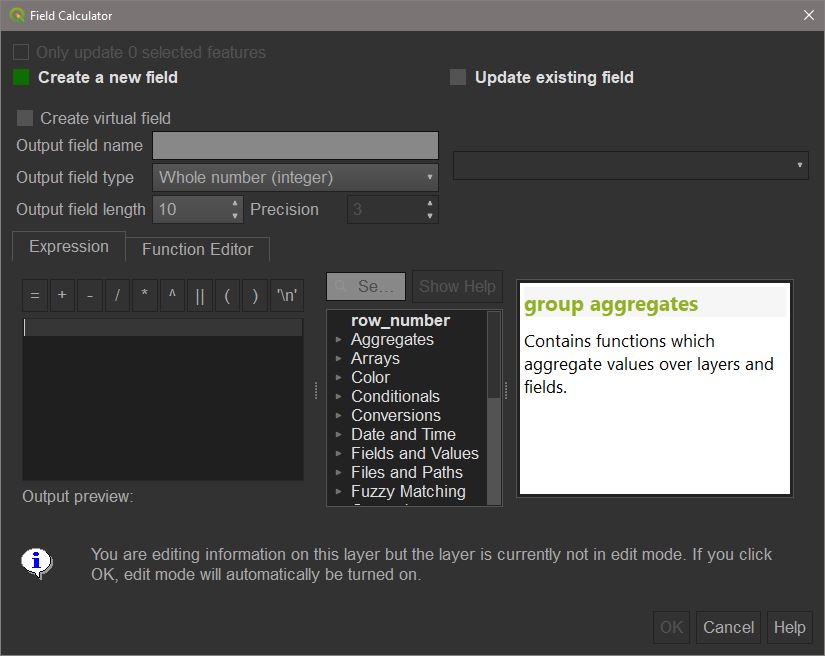 Field Calculator
Only update 0 selected features
Create a new field
Update existing field
Create virtual field
Output field name
Output field type Whole number (integer)
Output field length 10 Precision 3
Expression Function Editor
= + - / * ^ || ( ) '\n'
Se... Show Help
row_number
Aggregates
Arrays
Color
Conditionals
Conversions
Date and Time
Fields and Values
Files and Paths
Fuzzy Matching
group aggregates
Contains functions which
aggregate values over layers and
fields.
Output preview:
You are editing information on this layer but the layer is currently not in edit mode. If you click
OK, edit mode will automatically be turned on.
OK Cancel Help